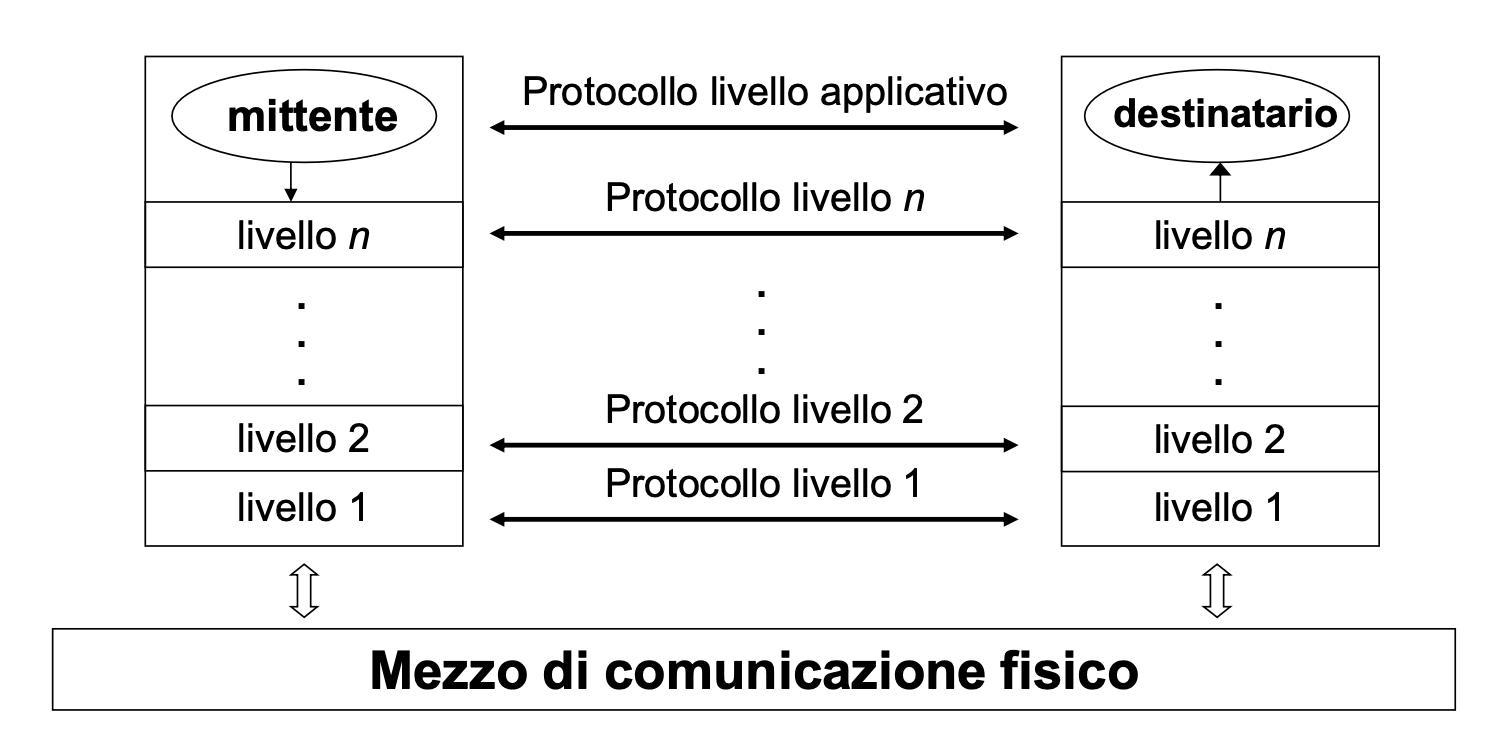 Protocollo livello applicativo
mittente
destinatario
Protocollo livello n
livello n
livello n
.
.
.
.
.
.
.
.
.
Protocollo livello 2
livello 2
livello 2
Protocollo livello 1
livello 1
livello 1
Mezzo di comunicazione fisico